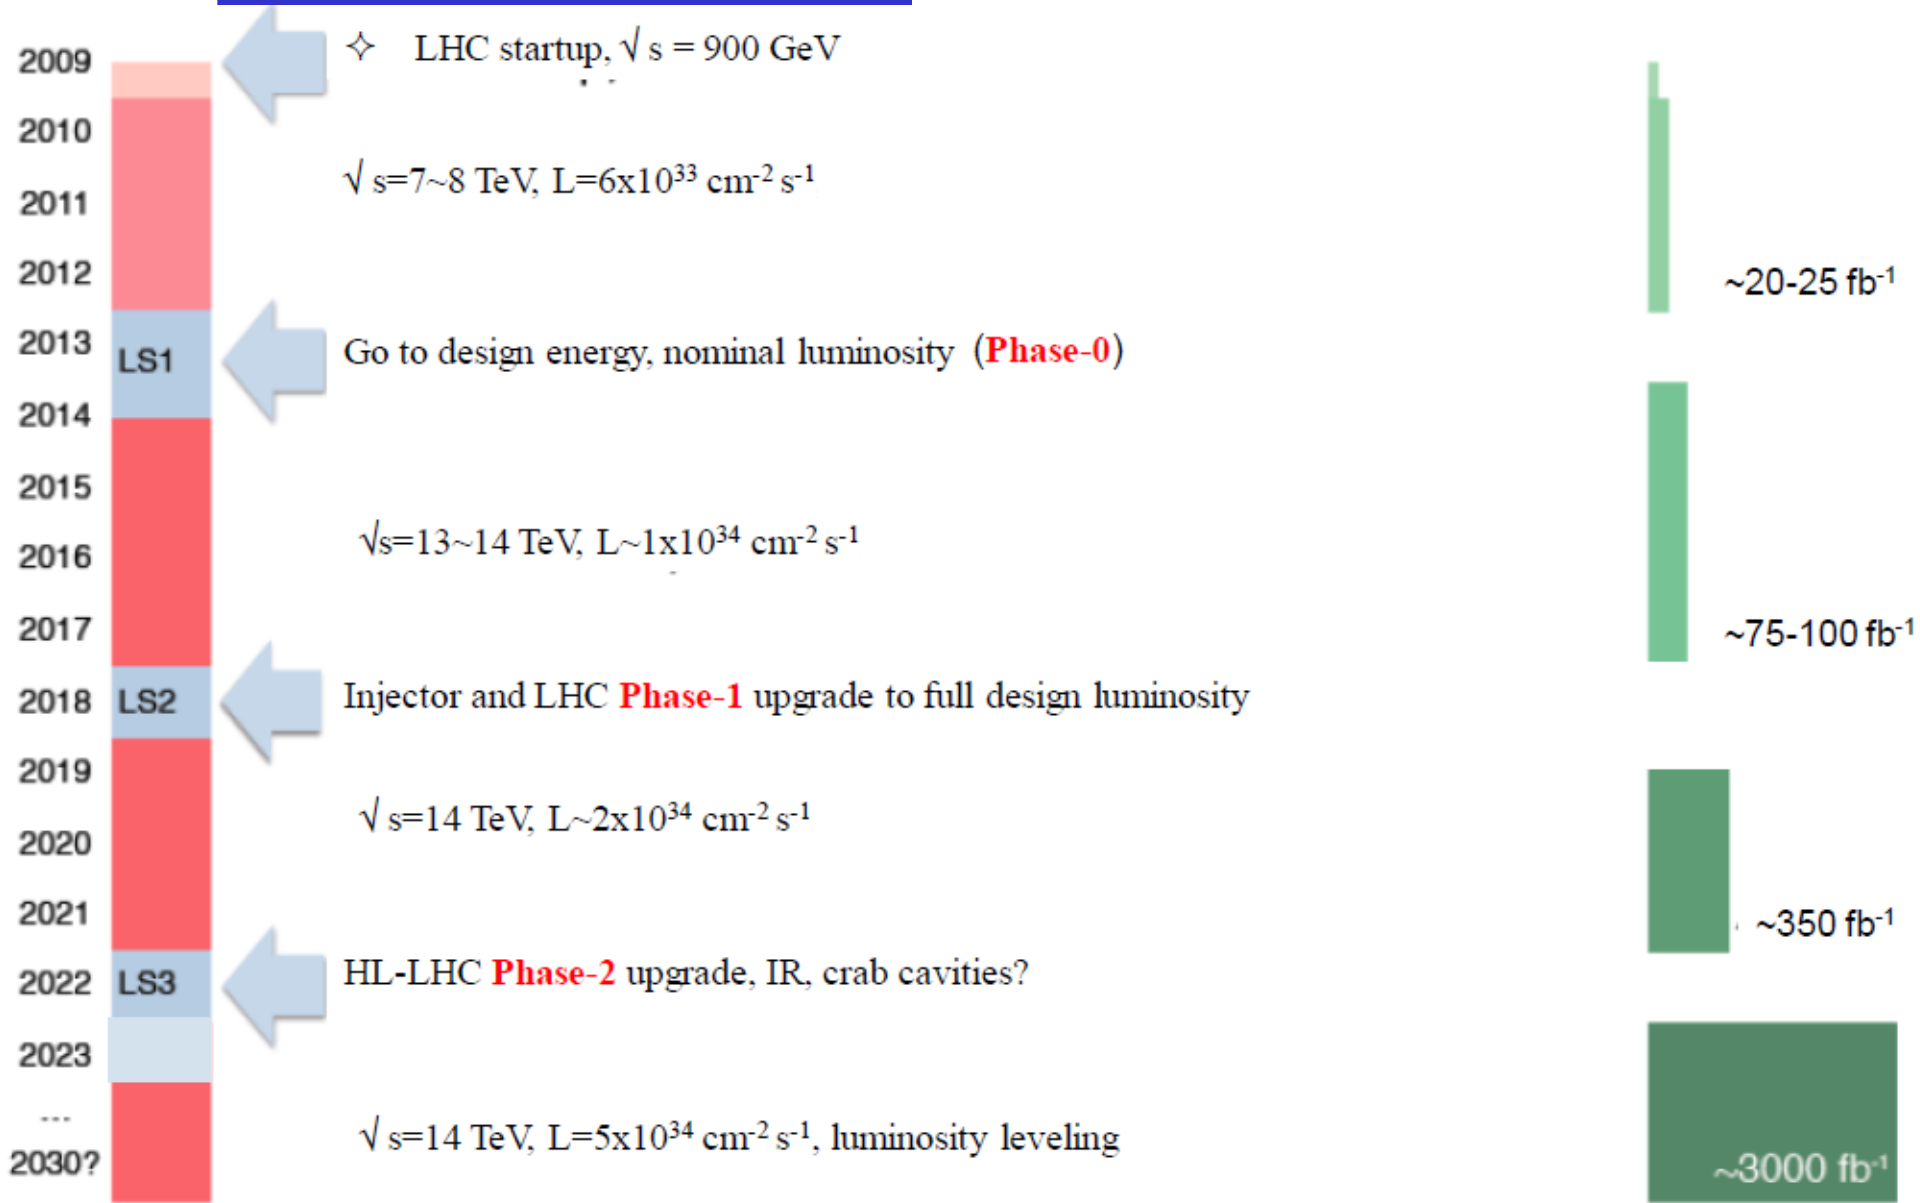 2009 ✧ LHC startup, √ s = 900 GeV
2010
√ s=7~8 TeV, L=6x10³³ cm⁻² s⁻¹
2011
2012 ~20-25 fb⁻¹
2013 LS1 Go to design energy, nominal luminosity (Phase-0)
2014
2015
√s=13~14 TeV, L~1x10³⁴ cm⁻² s⁻¹
2016
2017 ~75-100 fb⁻¹
2018 LS2 Injector and LHC Phase-1 upgrade to full design luminosity
2019
√ s=14 TeV, L~2x10³⁴ cm⁻² s⁻¹
2020
2021 ~350 fb⁻¹
2022 LS3 HL-LHC Phase-2 upgrade, IR, crab cavities?
2023
...
√ s=14 TeV, L=5x10³⁴ cm⁻² s⁻¹, luminosity leveling
2030? ~3000 fb⁻¹